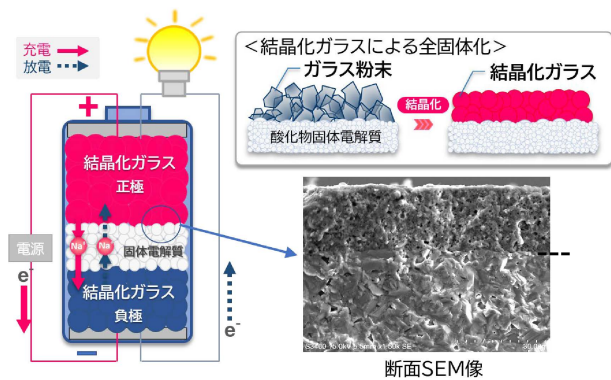 充電
放電
+
結晶化ガラス
正極
Na⁺
Na⁺
固体電解質
電源
e⁻
結晶化ガラス
負極
e⁻
−
<結晶化ガラスによる全固体化>
ガラス粉末
結晶化
結晶化ガラス
酸化物固体電解質
断面SEM像